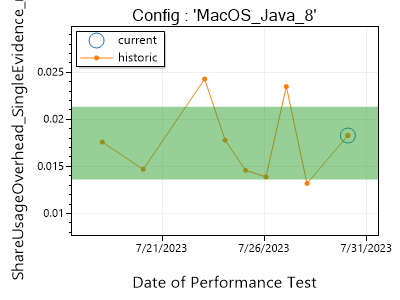 Config : 'MacOS_Java_8'
current
historic
0.025
0.02
0.015
0.01
ShareUsageOverhead_SingleEvidence_
7/21/2023
7/26/2023
7/31/2023
Date of Performance Test